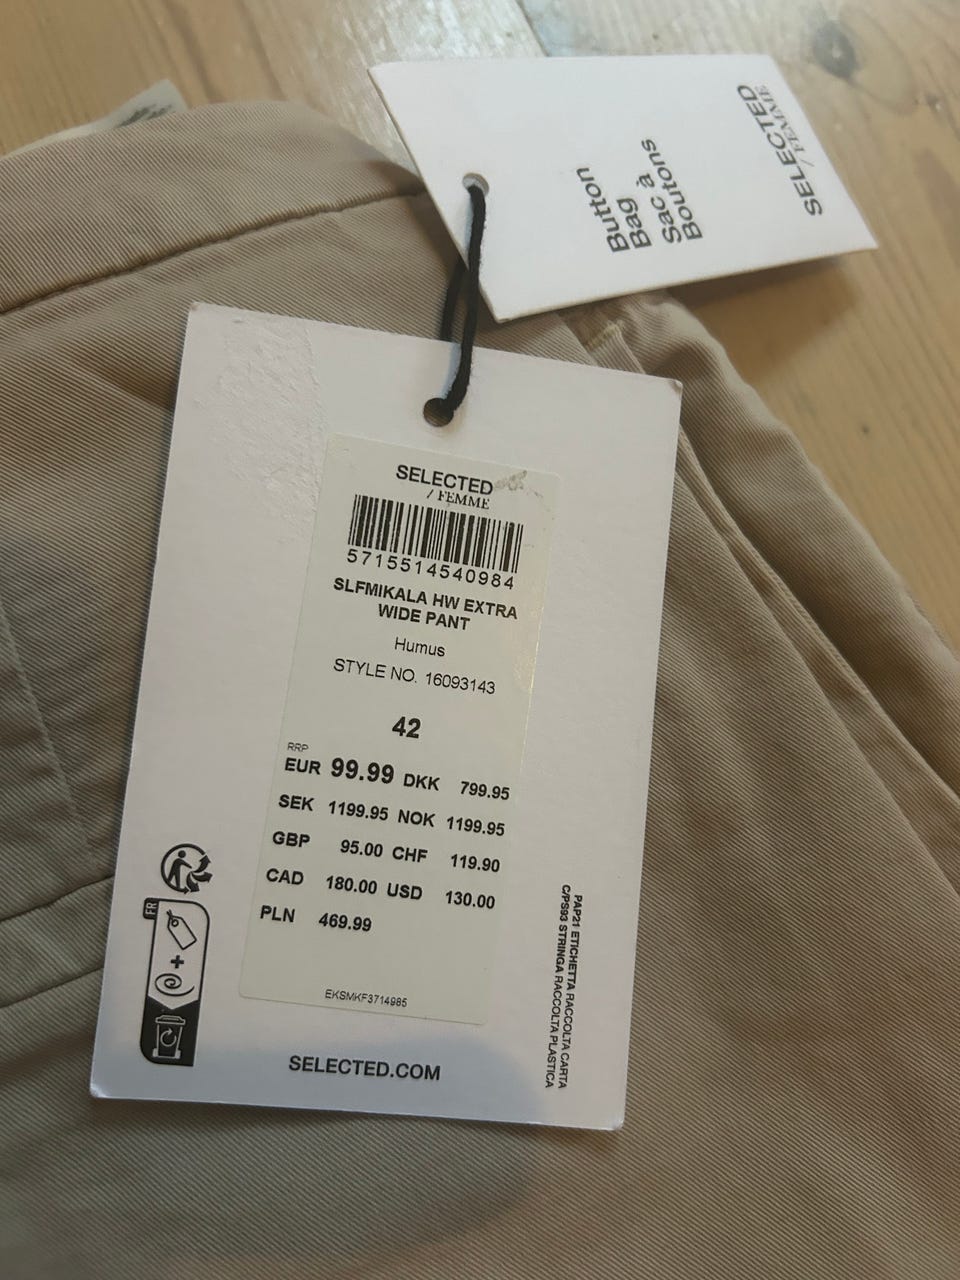 SELECTED
/ FEMME
Button
Bag
Sac à
Boutons
SELECTED
/ FEMME
5715514540984
SLFMIKALA HW EXTRA
WIDE PANT
Humus
STYLE NO. 16093143
42
RRP
EUR 99.99 DKK 799.95
SEK 1199.95 NOK 1199.95
GBP 95.00 CHF 119.90
CAD 180.00 USD 130.00
PLN 469.99
EKSMKF3714985
FR
PAP21 ETICHETTA RACCOLTA CARTA
C/PS93 STRINGA RACCOLTA PLASTICA
SELECTED.COM